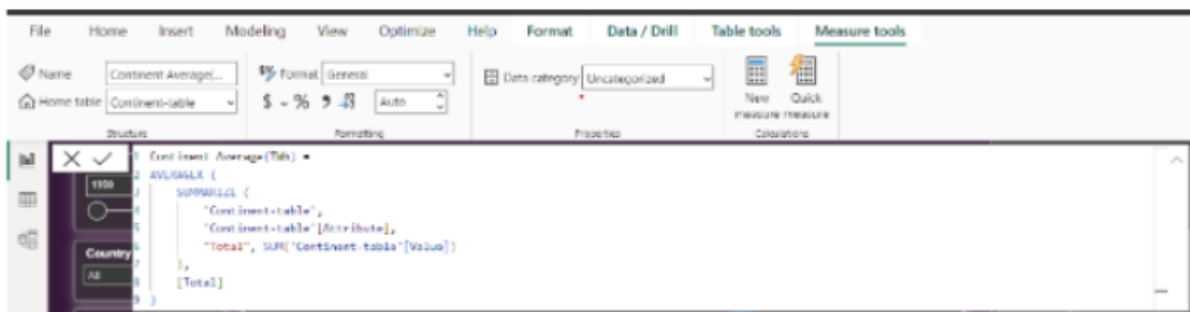 File Home Insert Modeling View Optimize Help Format Data / Drill Table tools Measure tools
Name Continent Average(... Format General Data category Uncategorized
Home table Continent-table $ % Auto New measure Quick measure
Structure Formatting Properties Calculations
1 Continent Average(TWh) =
2 AVERAGEX (
3 SUMMARIZE (
4 'Continent-table',
5 'Continent-table'[Attribute],
6 "Total", SUM('Continent-table'[Value])
7 ),
8 [Total]
9 )
Country
All